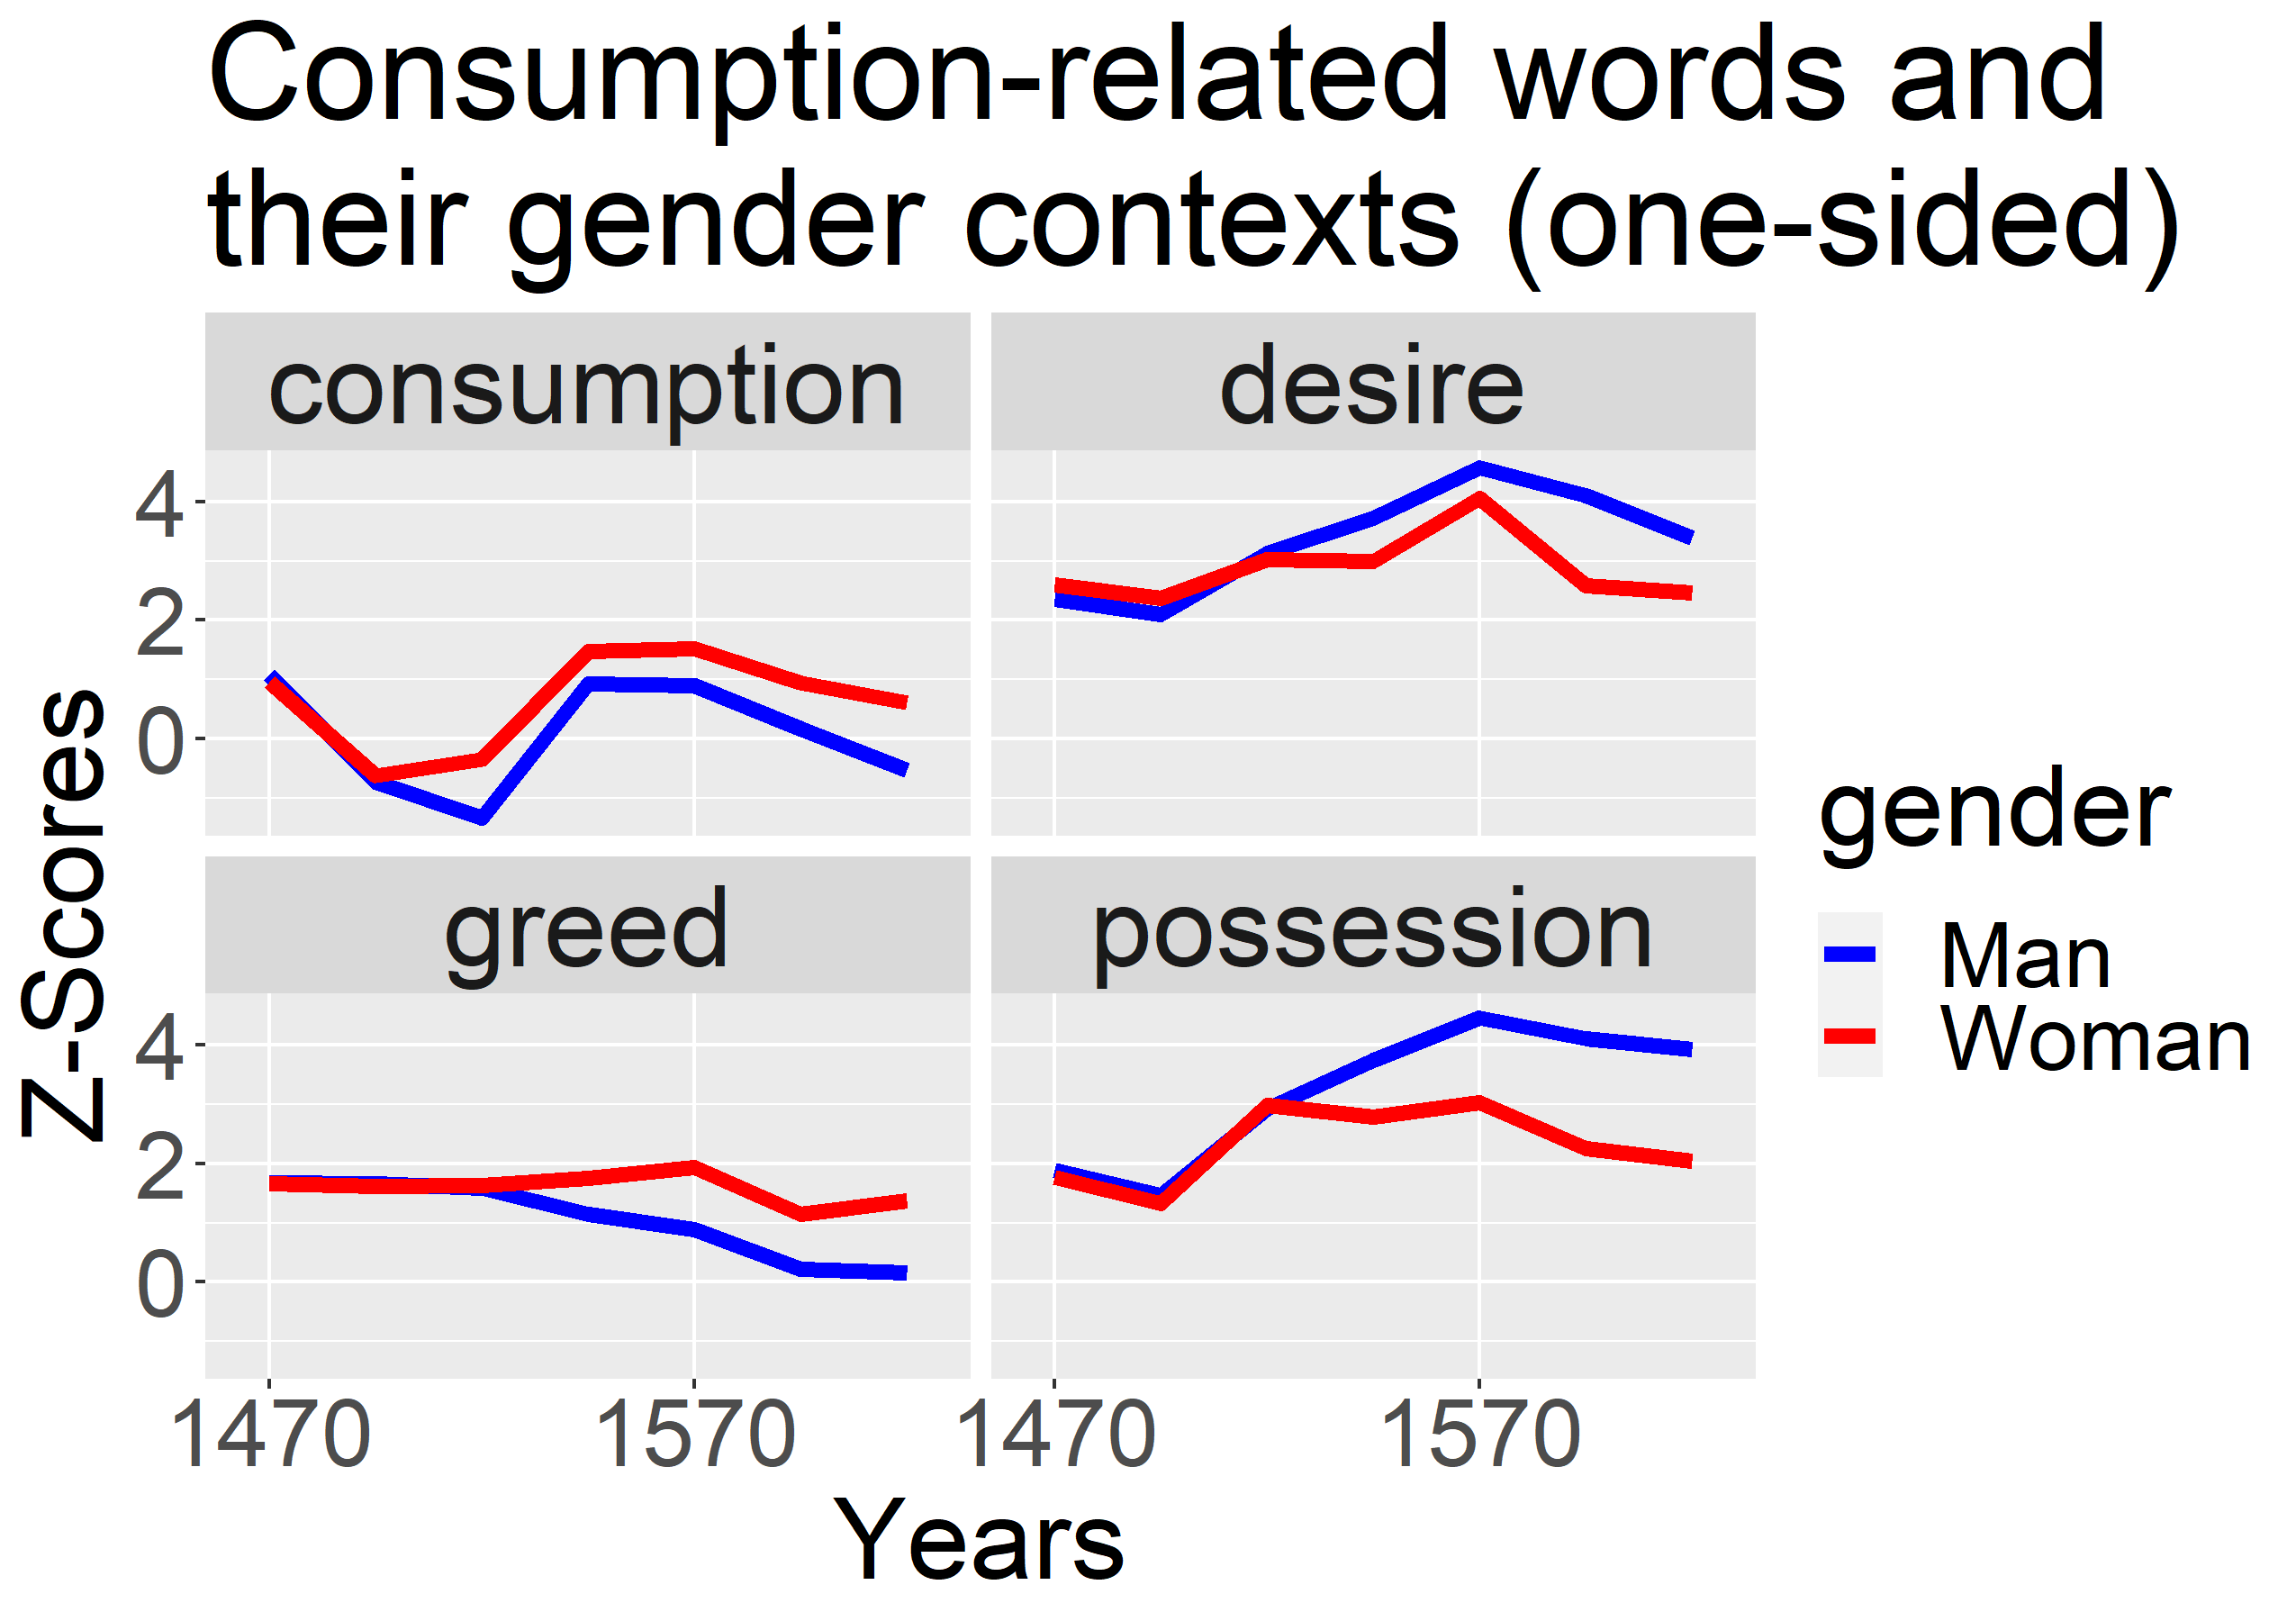 Consumption-related words and
their gender contexts (one-sided)
consumption
desire
4
2
0
greed
possession
4
2
0
Z-Scores
1470
1570
1470
1570
Years
gender
Man
Woman